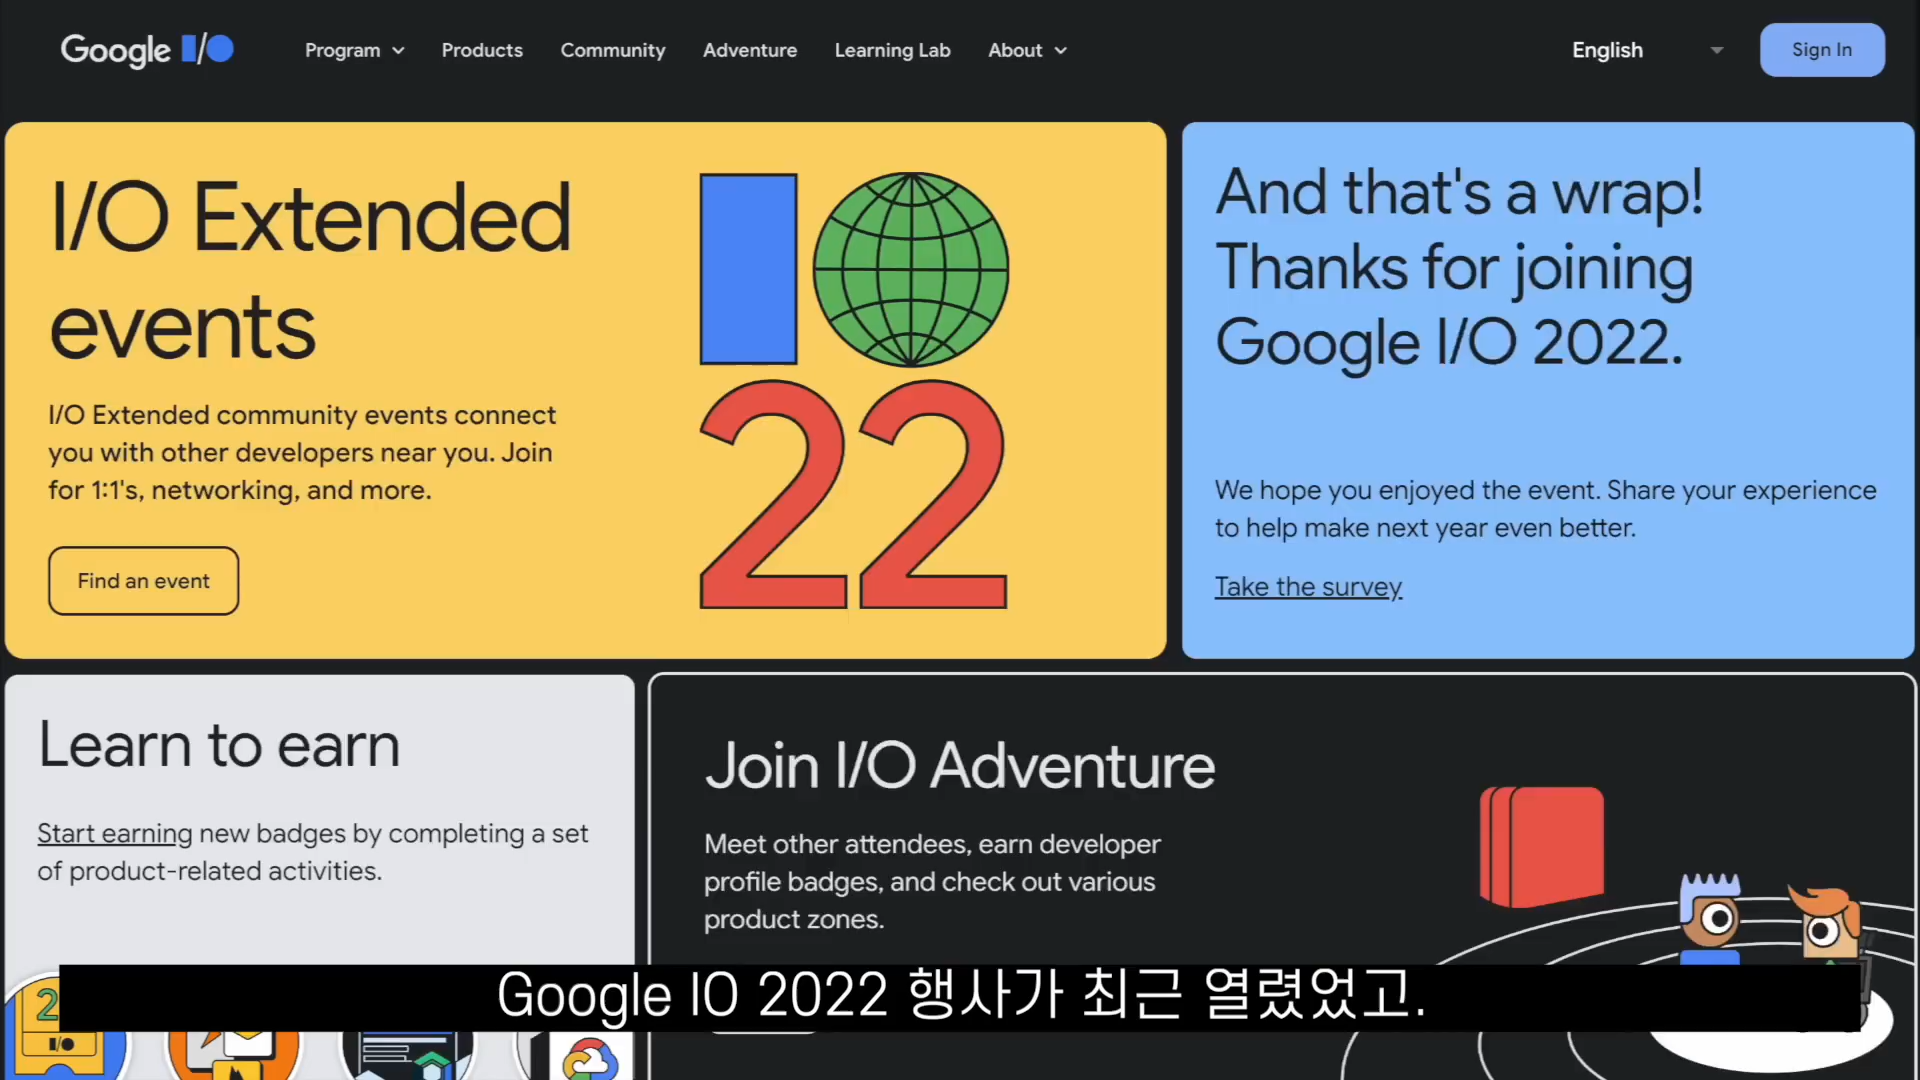 Google I/O
Program
Products
Community
Adventure
Learning Lab
About
English
Sign In
I/O Extended
events
I/O Extended community events connect
you with other developers near you. Join
for 1:1's, networking, and more.
Find an event
22
And that's a wrap!
Thanks for joining
Google I/O 2022.
We hope you enjoyed the event. Share your experience
to help make next year even better.
Take the survey
Learn to earn
Start earning new badges by completing a set
of product-related activities.
Join I/O Adventure
Meet other attendees, earn developer
profile badges, and check out various
product zones.
2
I/O
Google IO 2022 행사가 최근 열렸었고.